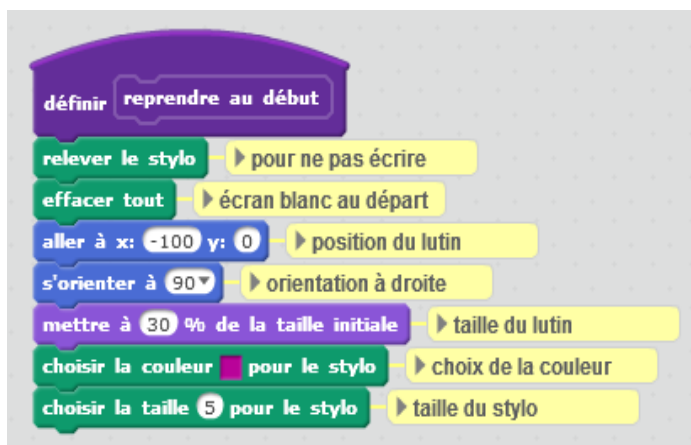 définir reprendre au début
relever le stylo pour ne pas écrire
effacer tout écran blanc au départ
aller à x: -100 y: 0 position du lutin
s'orienter à 90 orientation à droite
mettre à 30 % de la taille initiale taille du lutin
choisir la couleur pour le stylo choix de la couleur
choisir la taille 5 pour le stylo taille du stylo